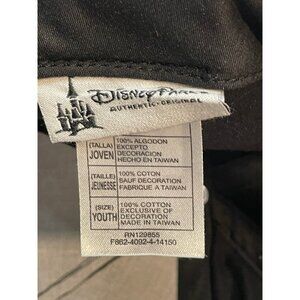 Disney Parks
AUTHENTIC • ORIGINAL
(TALLA)
JOVEN
100% ALGODON
EXCEPTO
DECORACION
HECHO EN TAIWAN
(TAILLE)
JEUNESSE
100% COTON
SAUF DECORATION
FABRIQUE A TAIWAN
(SIZE)
YOUTH
100% COTTON
EXCLUSIVE OF
DECORATION
MADE IN TAIWAN
RN129855
F862-4092-4-14150